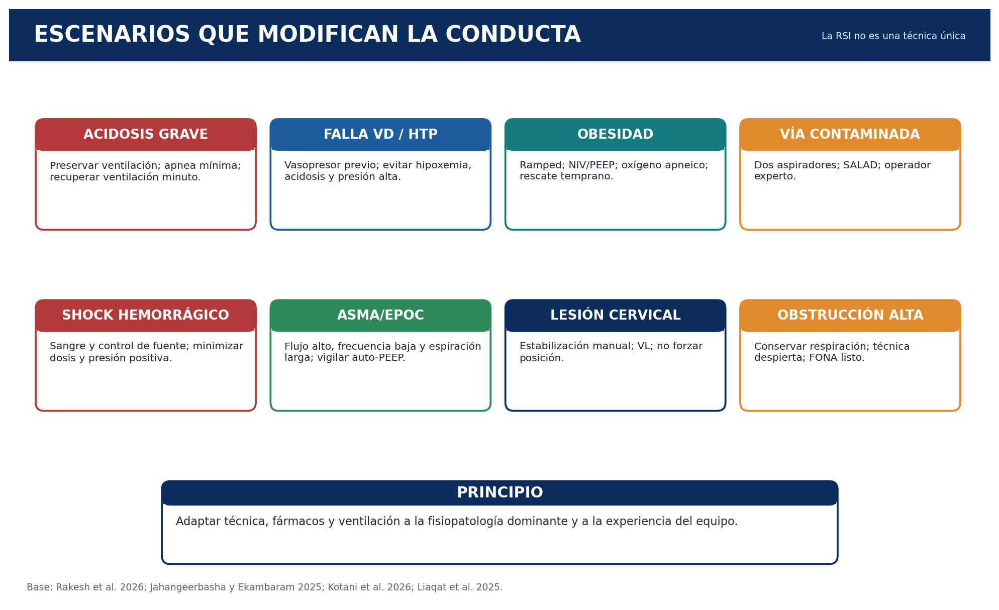 ESCENARIOS QUE MODIFICAN LA CONDUCTA
La RSI no es una técnica única
ACIDOSIS GRAVE
Preservar ventilación; apnea mínima;
recuperar ventilación minuto.
FALLA VD / HTP
Vasopresor previo; evitar hipoxemia,
acidosis y presión alta.
OBESIDAD
Ramped; NIV/PEEP; oxígeno apneico;
rescate temprano.
VÍA CONTAMINADA
Dos aspiradores; SALAD; operador
experto.
SHOCK HEMORRÁGICO
Sangre y control de fuente; minimizar
dosis y presión positiva.
ASMA/EPOC
Flujo alto, frecuencia baja y espiración
larga; vigilar auto-PEEP.
LESIÓN CERVICAL
Estabilización manual; VL; no forzar
posición.
OBSTRUCCIÓN ALTA
Conservar respiración; técnica
despierta; FONA listo.
PRINCIPIO
Adaptar técnica, fármacos y ventilación a la fisiopatología dominante y a la experiencia del equipo.
Base: Rakesh et al. 2026; Jahangeerbasha y Ekambaram 2025; Kotani et al. 2026; Liaqat et al. 2025.